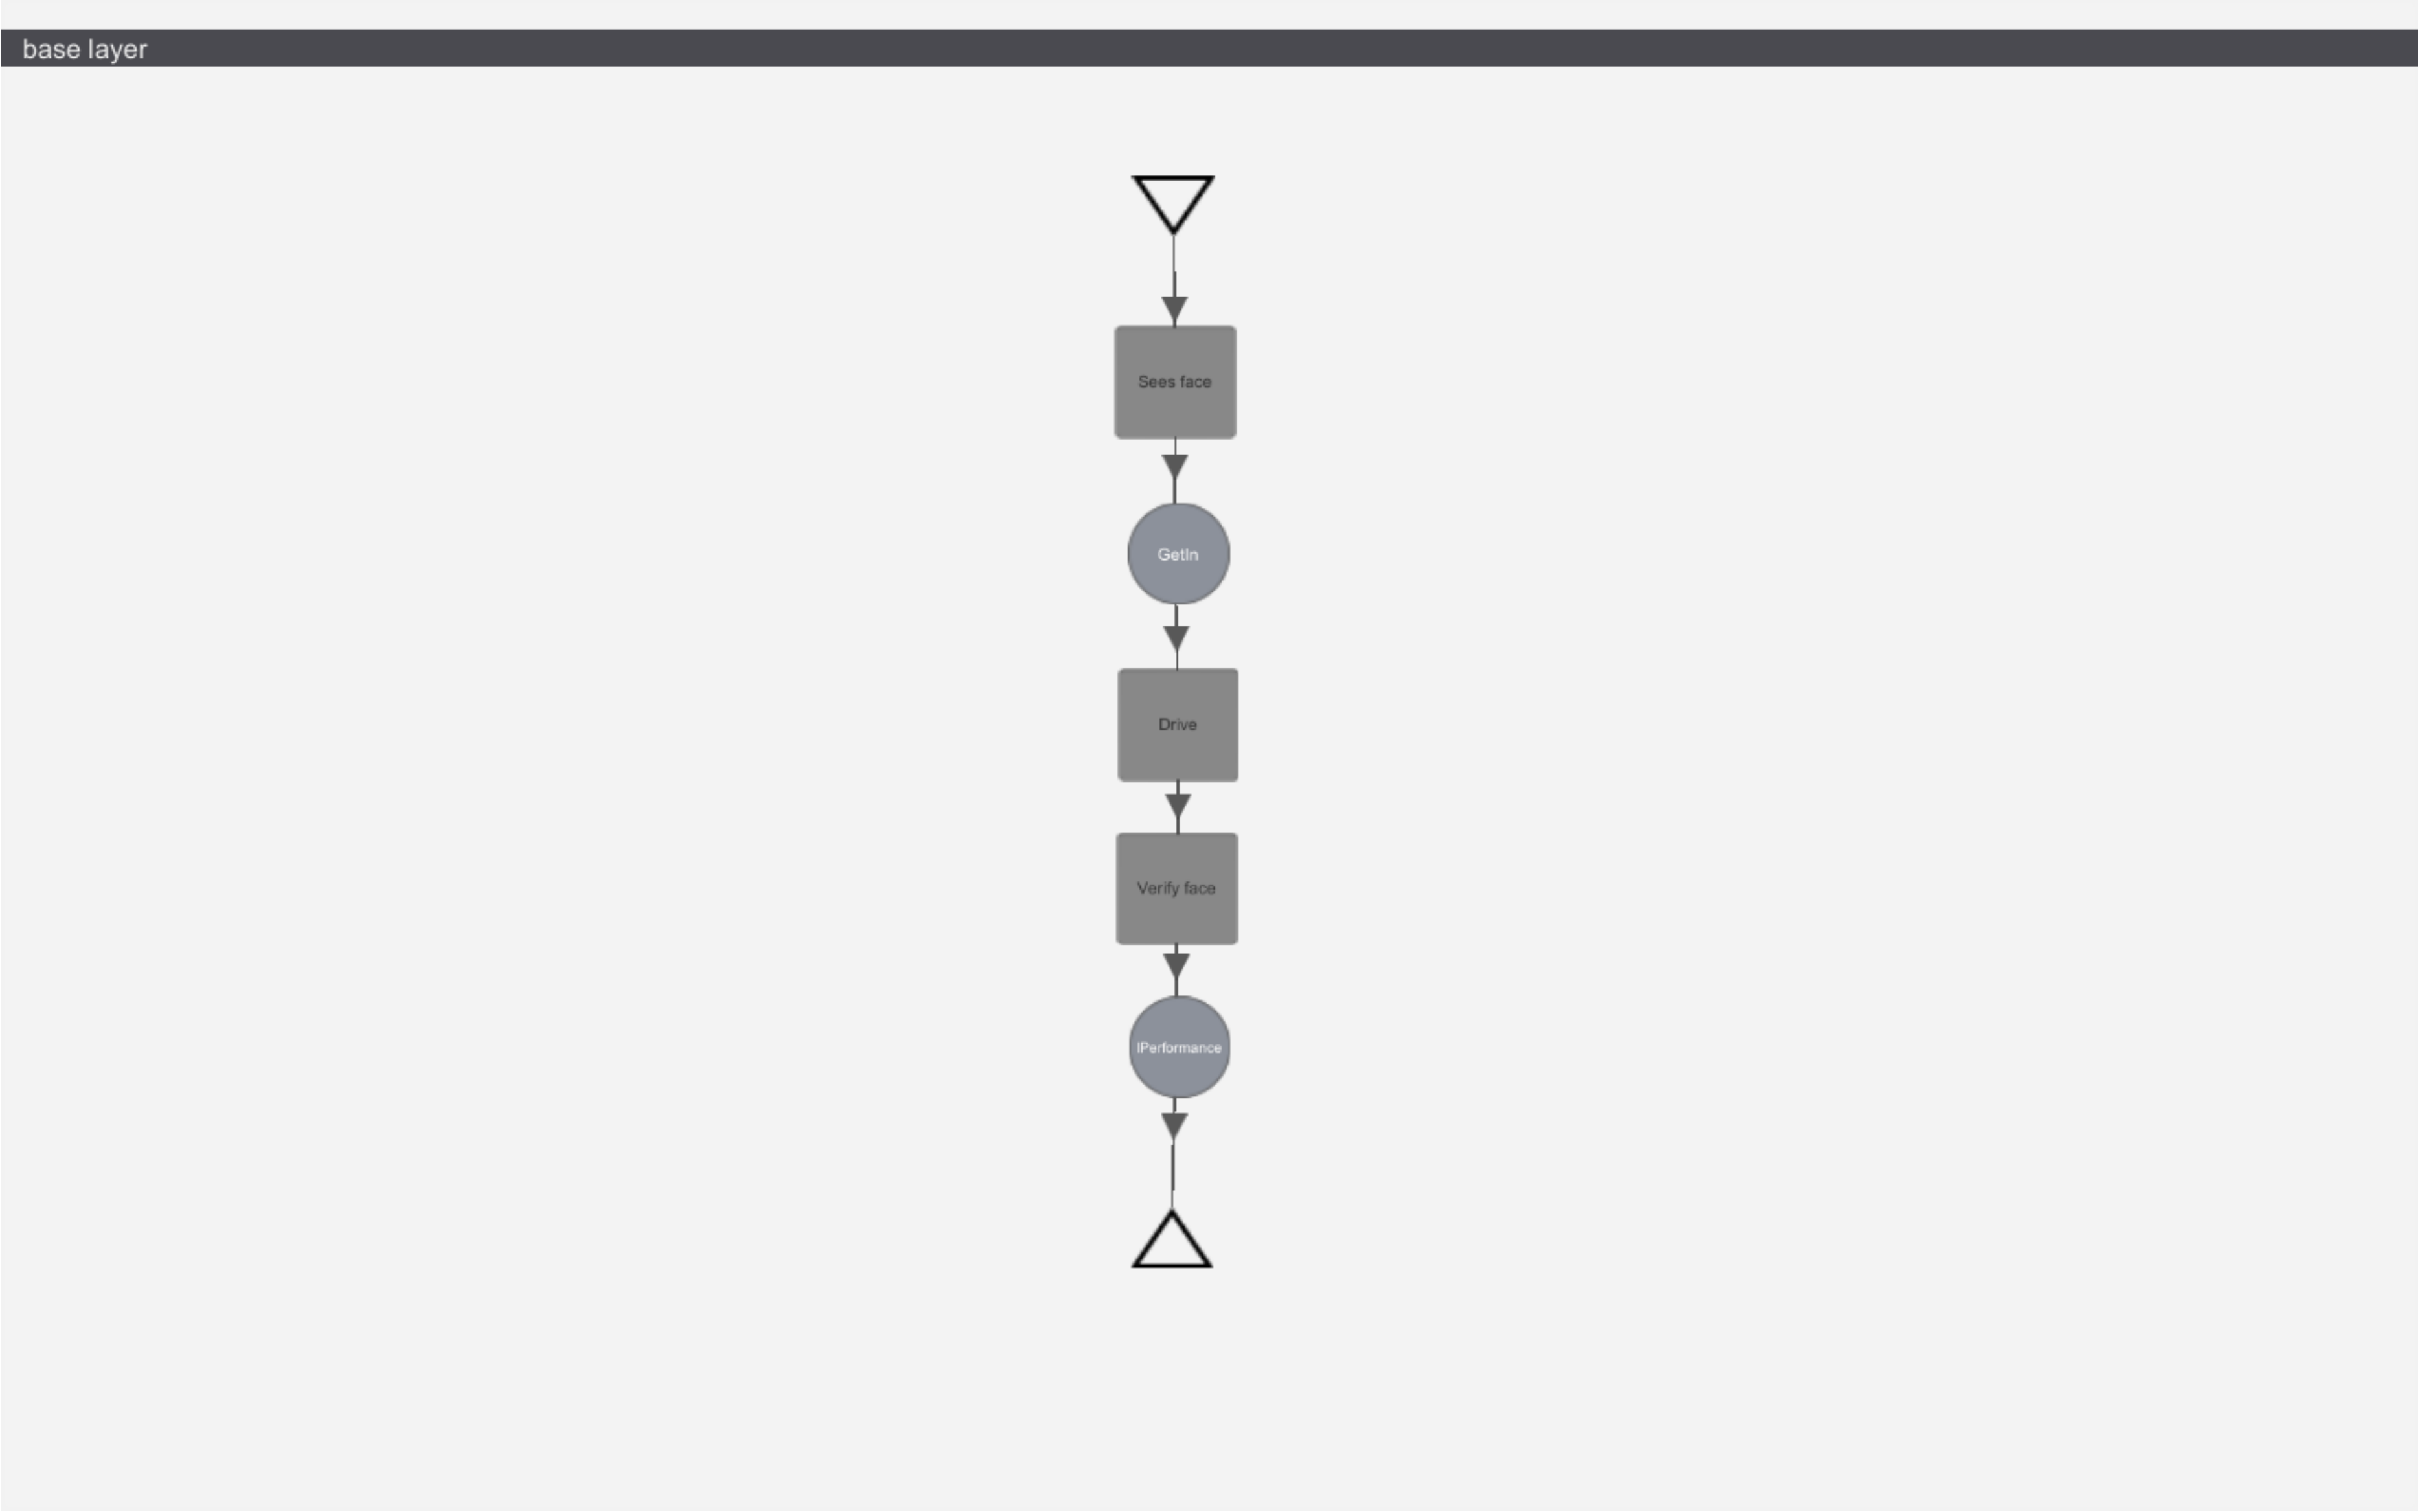 base layer
Sees face
GetIn
Drive
Verify face
IPerformance